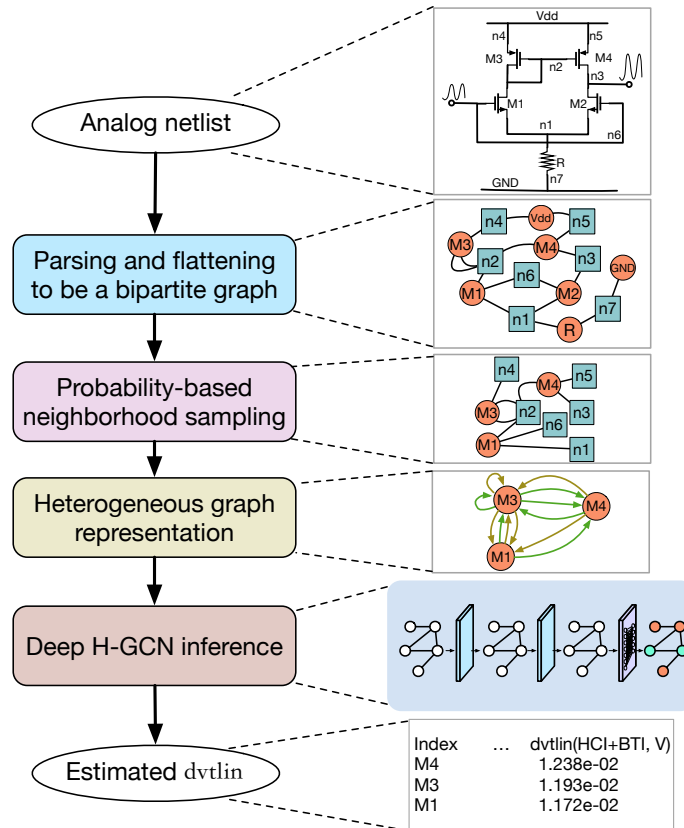 Vdd
n4
n5
M3
M4
n2
n3
M1
M2
n1
n6
R
n7
GND
Analog netlist
n4
Vdd
n5
M3
n2
M4
n3
GND
n6
M1
M2
n7
n1
R
Parsing and flattening
to be a bipartite graph
n4
n5
M4
M3
n2
n3
n6
M1
n1
Probability-based
neighborhood sampling
M3
M4
M1
Heterogeneous graph
representation
Deep H-GCN inference
Estimated dvtlin
Index ... dvtlin(HCI+BTI, V)
M4 1.238e-02
M3 1.193e-02
M1 1.172e-02